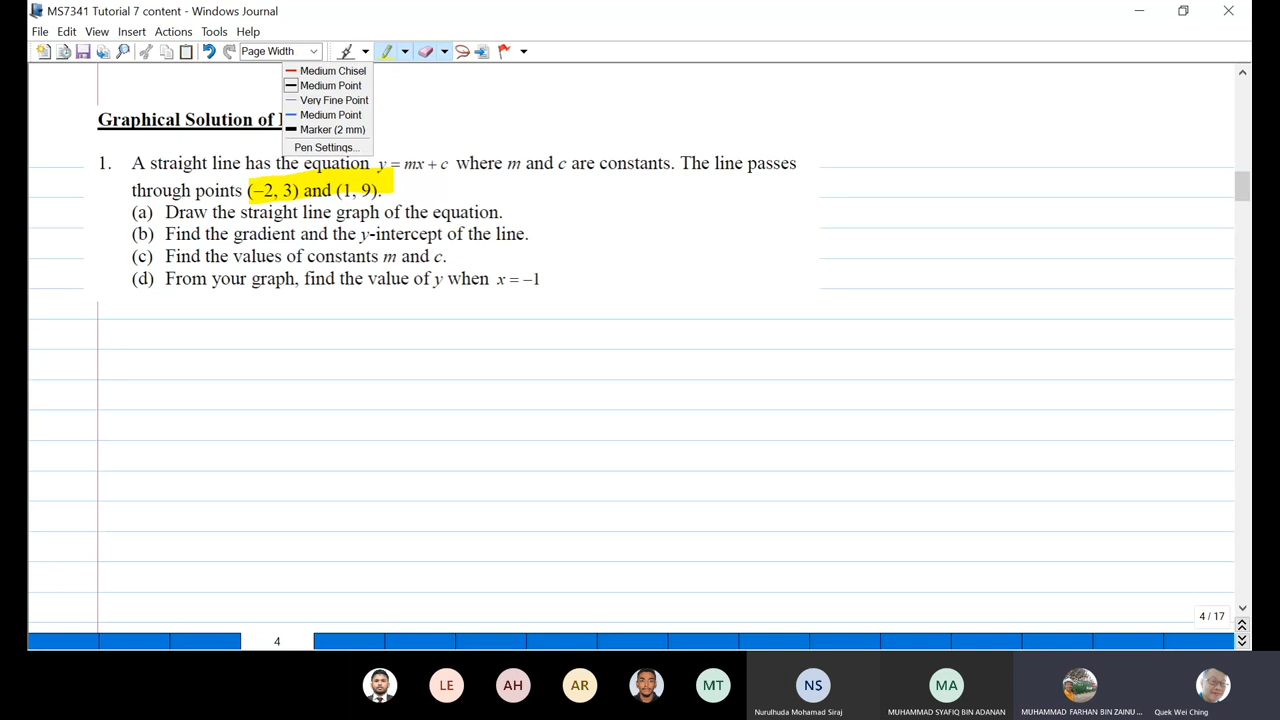 MS7341 Tutorial 7 content - Windows Journal
File Edit View Insert Actions Tools Help
Page Width
Medium Chisel
Medium Point
Very Fine Point
Medium Point
Marker (2 mm)
Pen Settings...
Graphical Solution of
1. A straight line has the equation y = mx + c where m and c are constants. The line passes
through points (−2, 3) and (1, 9).
(a) Draw the straight line graph of the equation.
(b) Find the gradient and the y-intercept of the line.
(c) Find the values of constants m and c.
(d) From your graph, find the value of y when x = −1
4 / 17
4
LE AH AR MT NS MA
Nurulhuda Mohamad Siraj MUHAMMAD SYAFIQ BIN ADANAN MUHAMMAD FARHAN BIN ZAINU ... Quek Wei Ching